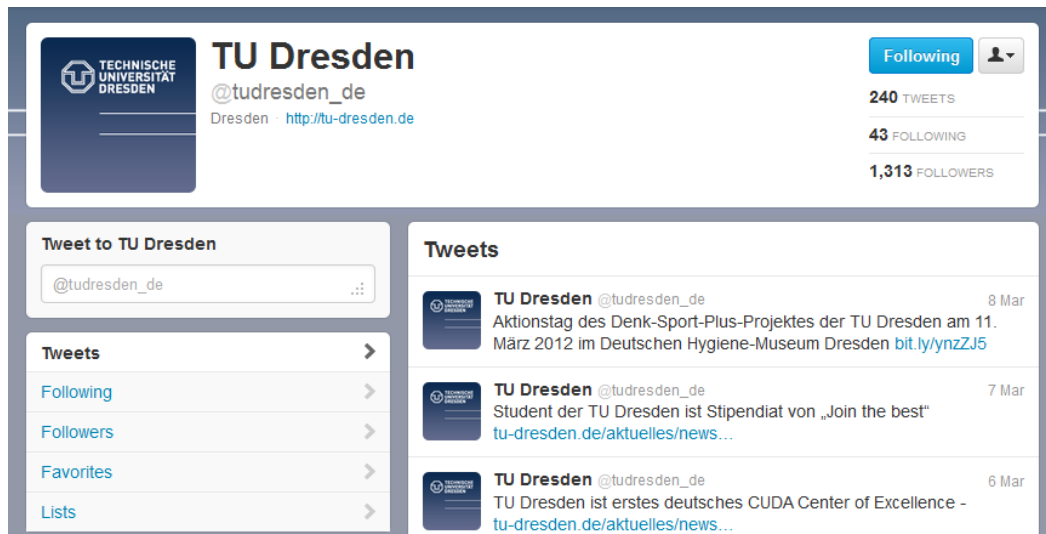 TECHNISCHE
UNIVERSITÄT
DRESDEN
TU Dresden
@tudresden_de
Dresden · http://tu-dresden.de
Following
240 TWEETS
43 FOLLOWING
1,313 FOLLOWERS
Tweet to TU Dresden
@tudresden_de
Tweets
Following
Followers
Favorites
Lists
Tweets
TU Dresden @tudresden_de 8 Mar
Aktionstag des Denk-Sport-Plus-Projektes der TU Dresden am 11.
März 2012 im Deutschen Hygiene-Museum Dresden bit.ly/ynzZJ5
TU Dresden @tudresden_de 7 Mar
Student der TU Dresden ist Stipendiat von „Join the best“
tu-dresden.de/aktuelles/news…
TU Dresden @tudresden_de 6 Mar
TU Dresden ist erstes deutsches CUDA Center of Excellence -
tu-dresden.de/aktuelles/news…